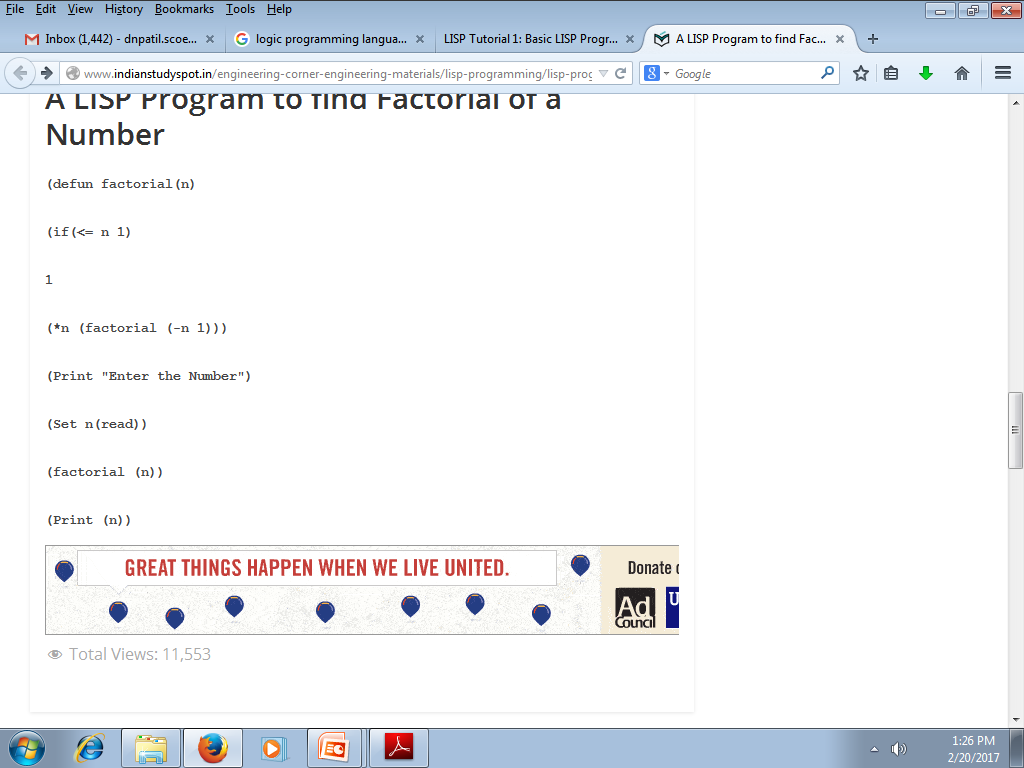 File Edit View History Bookmarks Tools Help
Inbox (1,442) - dnpatil.scoe...
logic programming langua...
LISP Tutorial 1: Basic LISP Progr...
A LISP Program to find Fac...
www.indianstudyspot.in/engineering-corner-engineering-materials/lisp-programming/lisp-prog
Google
A LISP Program to find Factorial of a
Number
(defun factorial(n)
(if(<= n 1)
1
(*n (factorial (-n 1)))
(Print "Enter the Number")
(Set n(read))
(factorial (n))
(Print (n))
GREAT THINGS HAPPEN WHEN WE LIVE UNITED.
Donate
Ad
Council
U
Total Views: 11,553
1:26 PM
2/20/2017